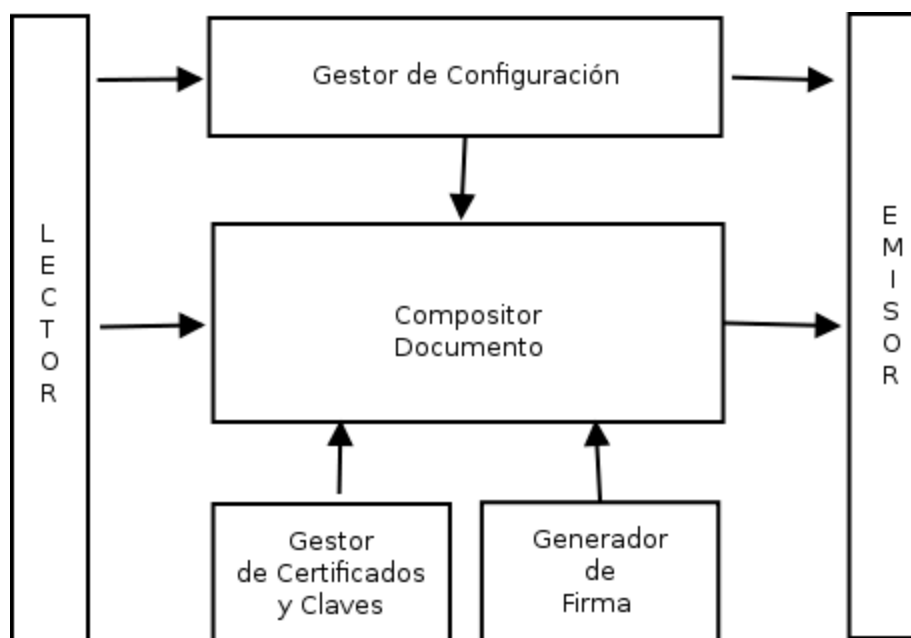 Gestor de Configuración
L
E
C
T
O
R
Compositor
Documento
E
M
I
S
O
R
Gestor
de Certificados
y Claves
Generador
de
Firma